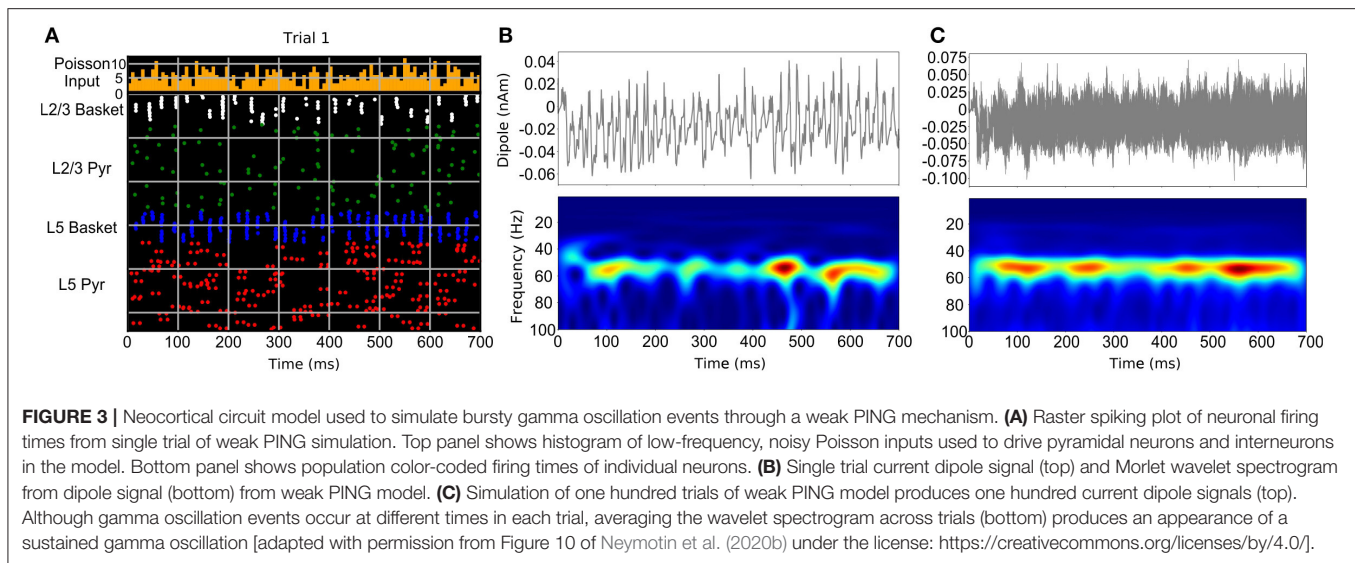 A
Trial 1
Poisson
Input
10
5
0
L2/3 Basket
L2/3 Pyr
L5 Basket
L5 Pyr
0 100 200 300 400 500 600 700
Time (ms)
B
Dipole (nAm)
0.04
0.02
0
-0.02
-0.04
-0.06
Frequency (Hz)
20
40
60
80
100
0 100 200 300 400 500 600 700
Time (ms)
C
0.075
0.050
0.025
0
-0.025
-0.050
-0.075
-0.100
20
40
60
80
100
0 100 200 300 400 500 600 700
Time (ms)
FIGURE 3 | Neocortical circuit model used to simulate bursty gamma oscillation events through a weak PING mechanism. (A) Raster spiking plot of neuronal firing
times from single trial of weak PING simulation. Top panel shows histogram of low-frequency, noisy Poisson inputs used to drive pyramidal neurons and interneurons
in the model. Bottom panel shows population color-coded firing times of individual neurons. (B) Single trial current dipole signal (top) and Morlet wavelet spectrogram
from dipole signal (bottom) from weak PING model. (C) Simulation of one hundred trials of weak PING model produces one hundred current dipole signals (top).
Although gamma oscillation events occur at different times in each trial, averaging the wavelet spectrogram across trials (bottom) produces an appearance of a
sustained gamma oscillation [adapted with permission from Figure 10 of Neymotin et al. (2020b) under the license: https://creativecommons.org/licenses/by/4.0/].